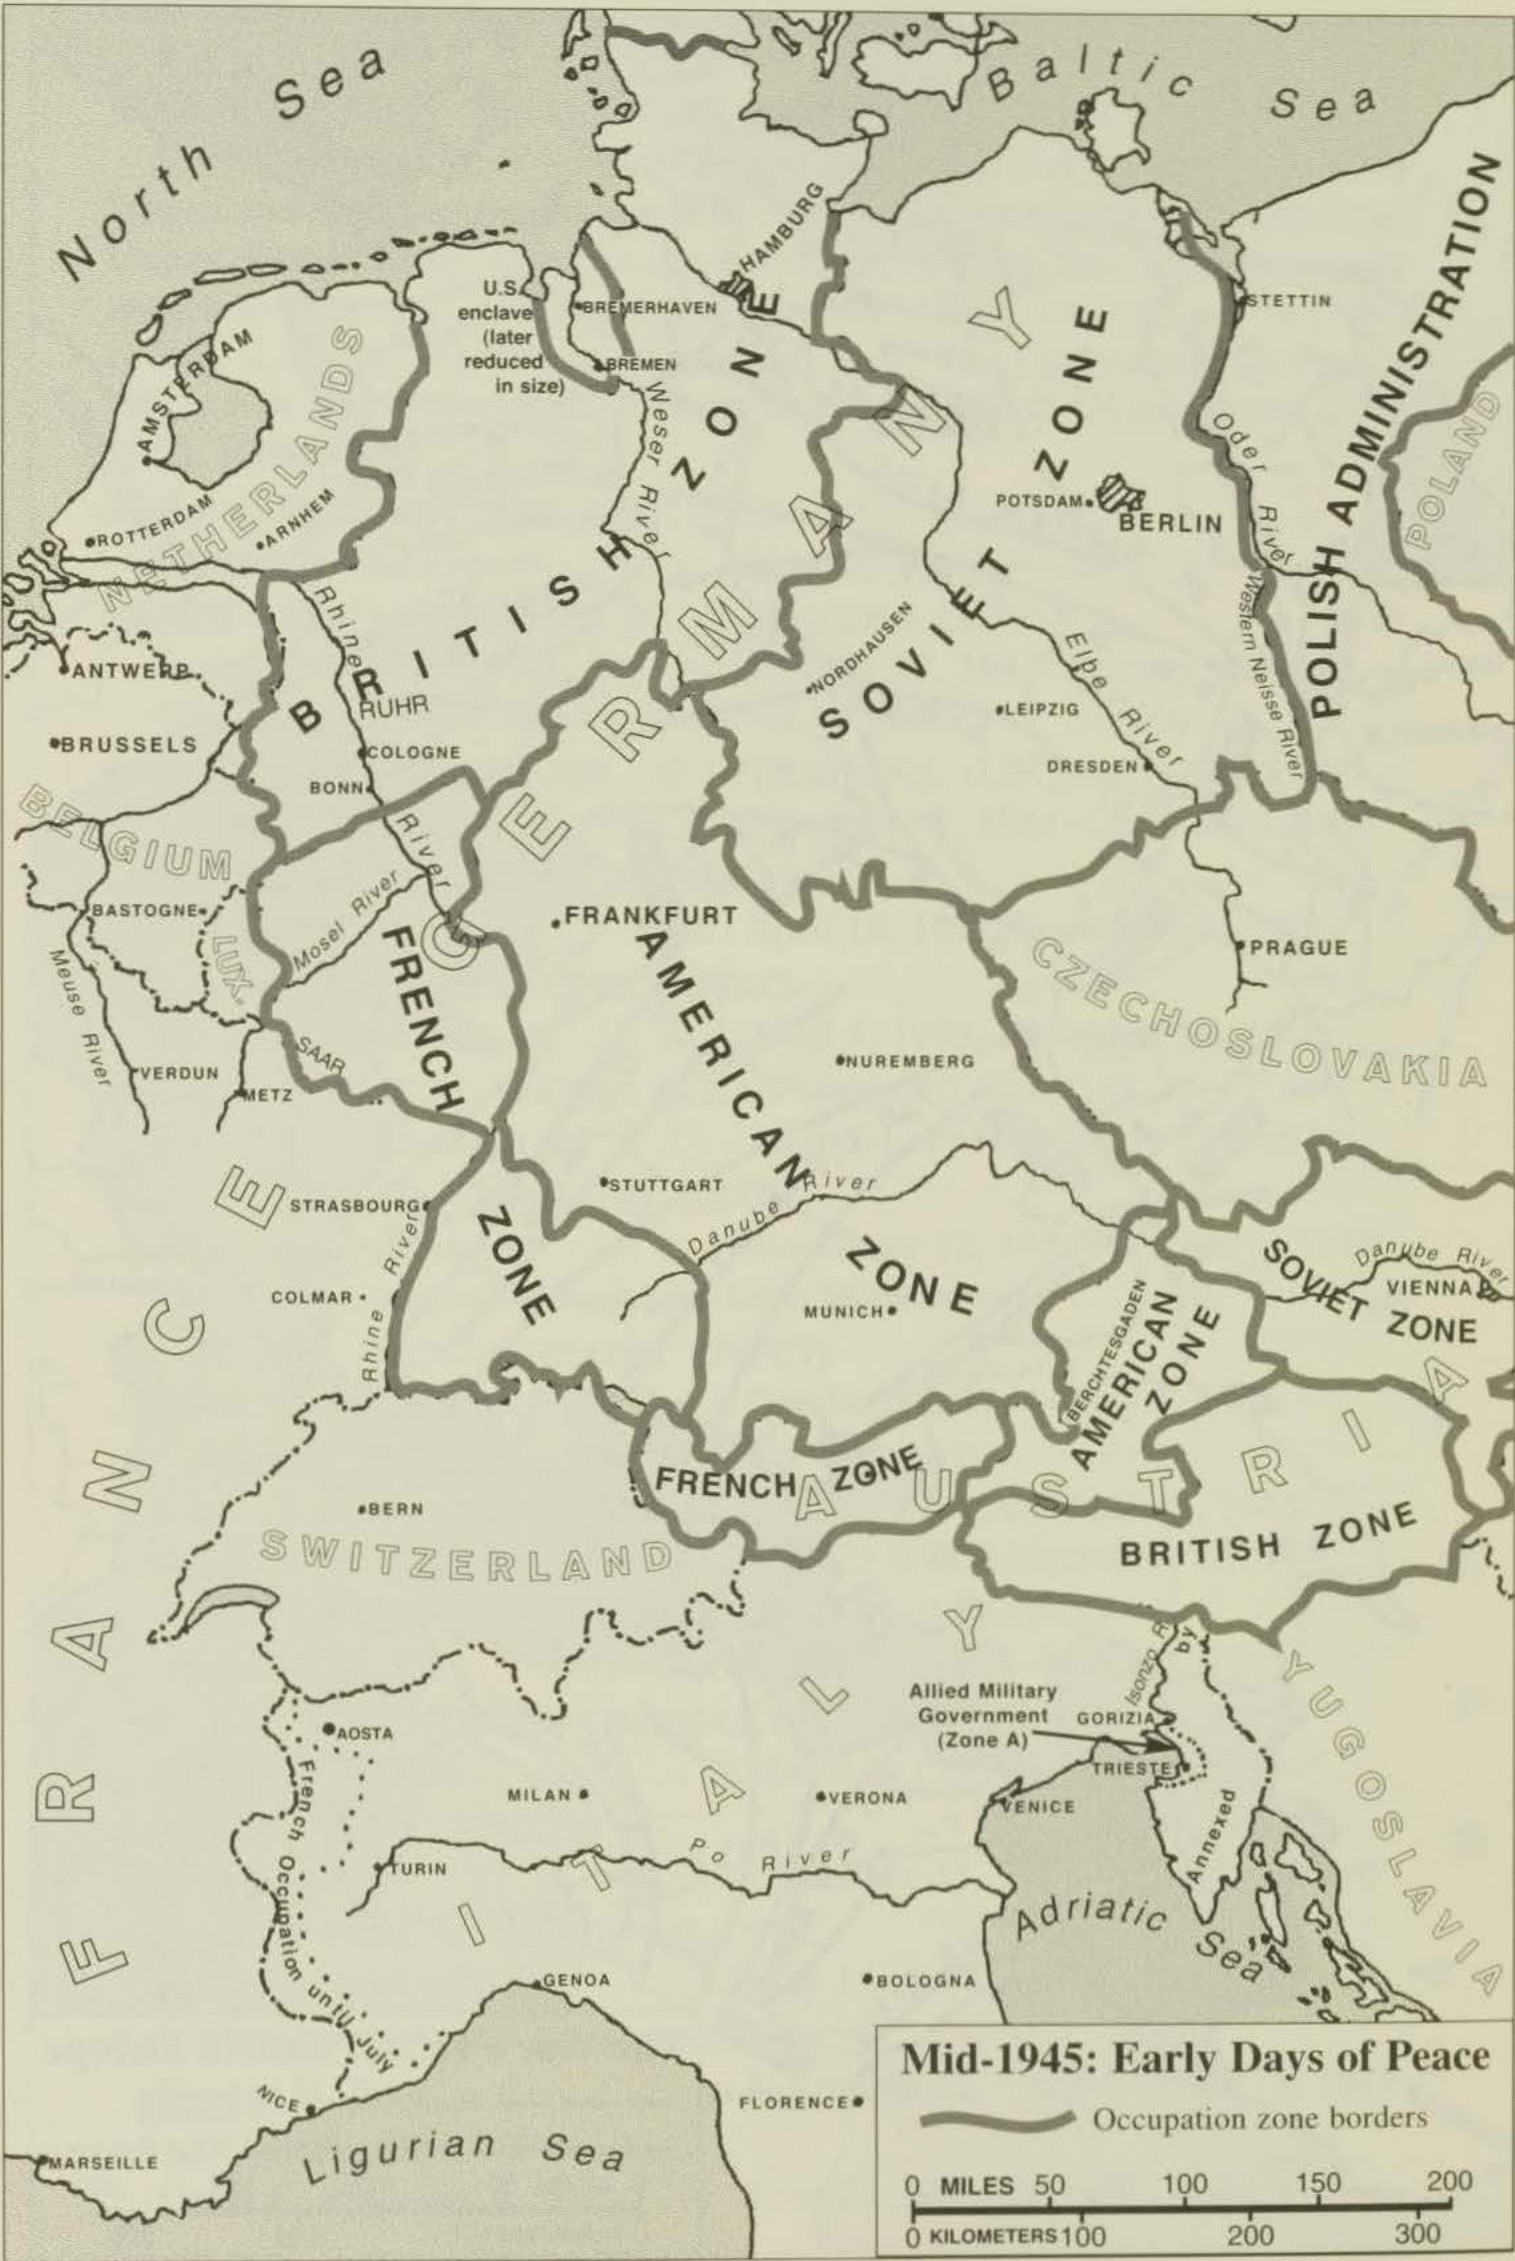 North Sea
Baltic Sea
HAMBURG
U.S.
enclave
(later
reduced
in size)
BREMERHAVEN
BREMEN
STETTIN
AMSTERDAM
NETHERLANDS
ROTTERDAM
ARNHEM
Weser River
BRITISH ZONE
GERMANY
SOVIET ZONE
POTSDAM
BERLIN
Oder River
Western Neisse River
POLISH ADMINISTRATION
POLAND
ANTWERP
Rhine River
RUHR
BRUSSELS
COLOGNE
BONN
BELGIUM
NORDHAUSEN
LEIPZIG
Elbe River
DRESDEN
BASTOGNE
LUX.
Mosel River
FRANKFURT
Meuse River
FRENCH ZONE
AMERICAN ZONE
PRAGUE
CZECHOSLOVAKIA
VERDUN
METZ
SAAR
NUREMBERG
STRASBOURG
STUTTGART
Danube River
COLMAR
Rhine River
MUNICH
BERCHTESGADEN
AMERICAN
ZONE
SOVIET ZONE
Danube River
VIENNA
FRANCE
BERN
SWITZERLAND
FRENCH ZONE
AUSTRIA
BRITISH ZONE
ITALY
Isonzo R.
Allied Military
Government
(Zone A)
GORIZIA
TRIESTE
Annexed by
YUGOSLAVIA
AOSTA
French Occupation until July
MILAN
VERONA
VENICE
TURIN
Po River
Adriatic Sea
GENOA
BOLOGNA
NICE
FLORENCE
MARSEILLE
Ligurian Sea
Mid-1945: Early Days of Peace
Occupation zone borders
0 MILES 50 100 150 200
0 KILOMETERS 100 200 300